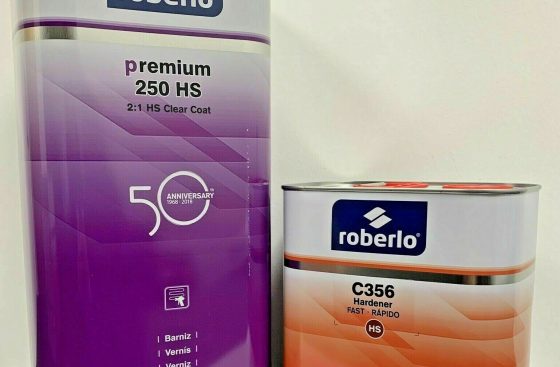 roberlo
premium
250 HS
2:1 HS Clear Coat
50
ANNIVERSARY
1968 · 2018
Barniz
Vernis
Verniz
roberlo
C356
Hardener
FAST - RÁPIDO
HS